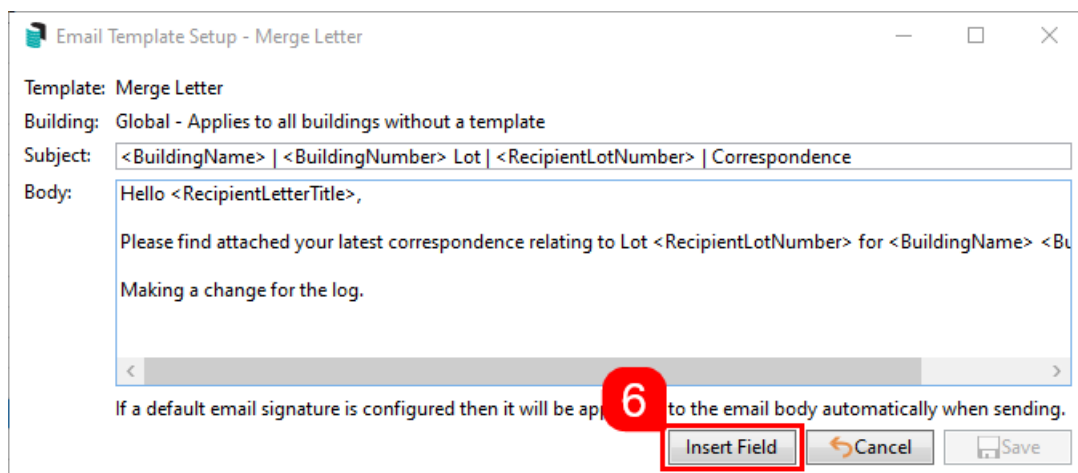 Email Template Setup - Merge Letter
Template: Merge Letter
Building: Global - Applies to all buildings without a template
Subject: <BuildingName> | <BuildingNumber> Lot | <RecipientLotNumber> | Correspondence
Body: Hello <RecipientLetterTitle>,
Please find attached your latest correspondence relating to Lot <RecipientLotNumber> for <BuildingName>
Making a change for the log.
6
If a default email signature is configured then it will be to the email body automatically when sending.
Insert Field Cancel Save